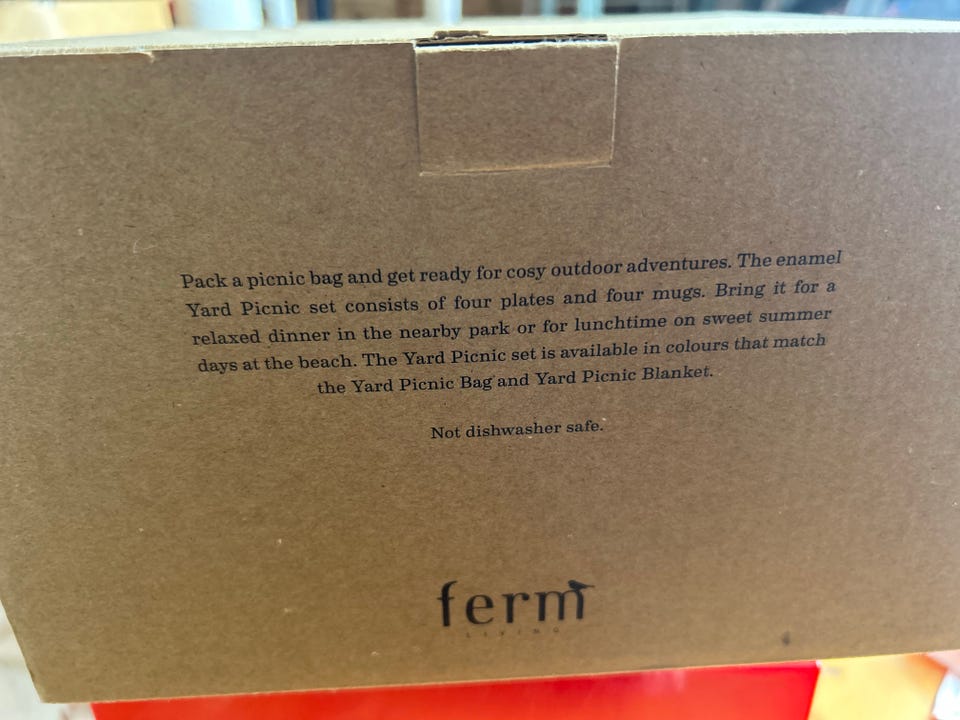 Pack a picnic bag and get ready for cosy outdoor adventures. The enamel
Yard Picnic set consists of four plates and four mugs. Bring it for a
relaxed dinner in the nearby park or for lunchtime on sweet summer
days at the beach. The Yard Picnic set is available in colours that match
the Yard Picnic Bag and Yard Picnic Blanket.
Not dishwasher safe.
ferm
LIVING